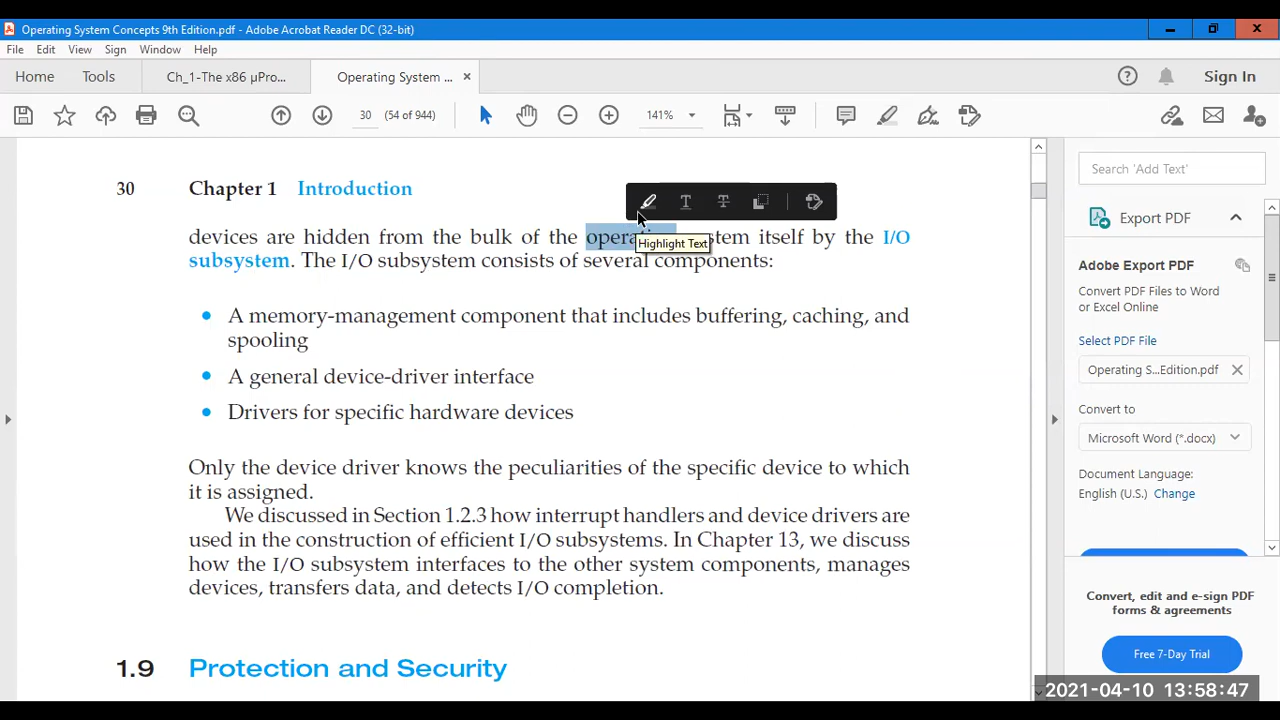 Operating System Concepts 9th Edition.pdf - Adobe Acrobat Reader DC (32-bit)
File Edit View Sign Window Help
Home Tools Ch_1-The x86 µPro... Operating System ... × Sign In
30 (54 of 944) 141%
30 Chapter 1 Introduction
devices are hidden from the bulk of the system itself by the I/O
Highlight Text
subsystem. The I/O subsystem consists of several components:
• A memory-management component that includes buffering, caching, and
spooling
• A general device-driver interface
• Drivers for specific hardware devices
Only the device driver knows the peculiarities of the specific device to which
it is assigned.
We discussed in Section 1.2.3 how interrupt handlers and device drivers are
used in the construction of efficient I/O subsystems. In Chapter 13, we discuss
how the I/O subsystem interfaces to the other system components, manages
devices, transfers data, and detects I/O completion.
1.9 Protection and Security
Search 'Add Text'
Export PDF
Adobe Export PDF
Convert PDF Files to Word
or Excel Online
Select PDF File
Operating S...Edition.pdf ×
Convert to
Microsoft Word (*.docx)
Document Language:
English (U.S.) Change
Convert, edit and e-sign PDF
forms & agreements
Free 7-Day Trial
2021-04-10 13:58:47